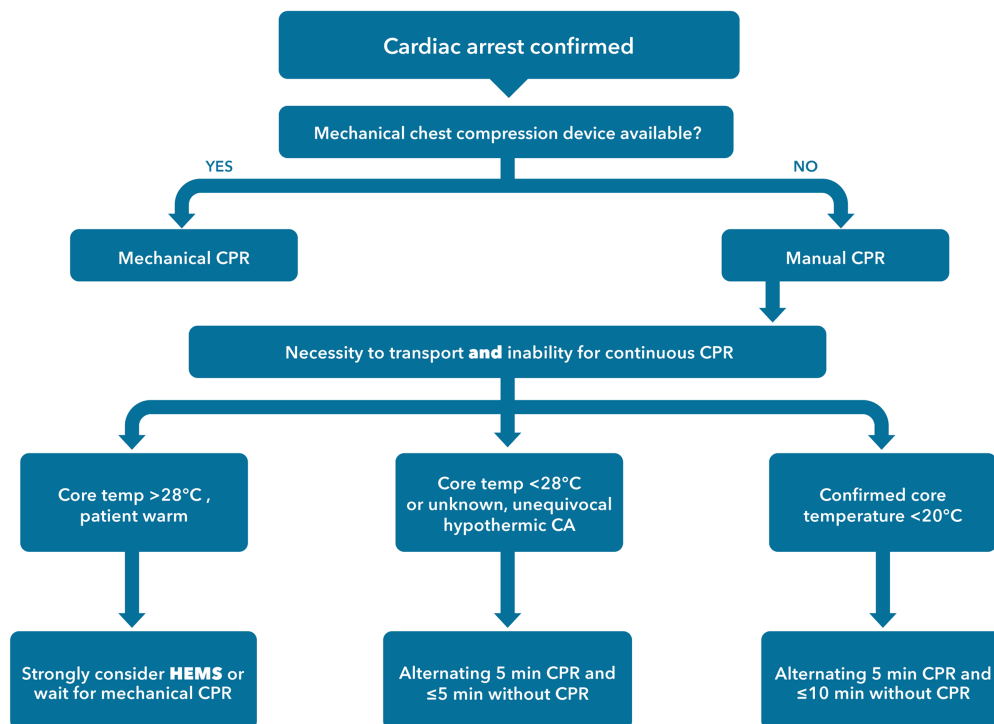 Cardiac arrest confirmed
Mechanical chest compression device available?
YES
NO
Mechanical CPR
Manual CPR
Necessity to transport and inability for continuous CPR
Core temp >28°C ,
patient warm
Core temp <28°C
or unknown, unequivocal
hypothermic CA
Confirmed core
temperature <20°C
Strongly consider HEMS or
wait for mechanical CPR
Alternating 5 min CPR and
≤5 min without CPR
Alternating 5 min CPR and
≤10 min without CPR